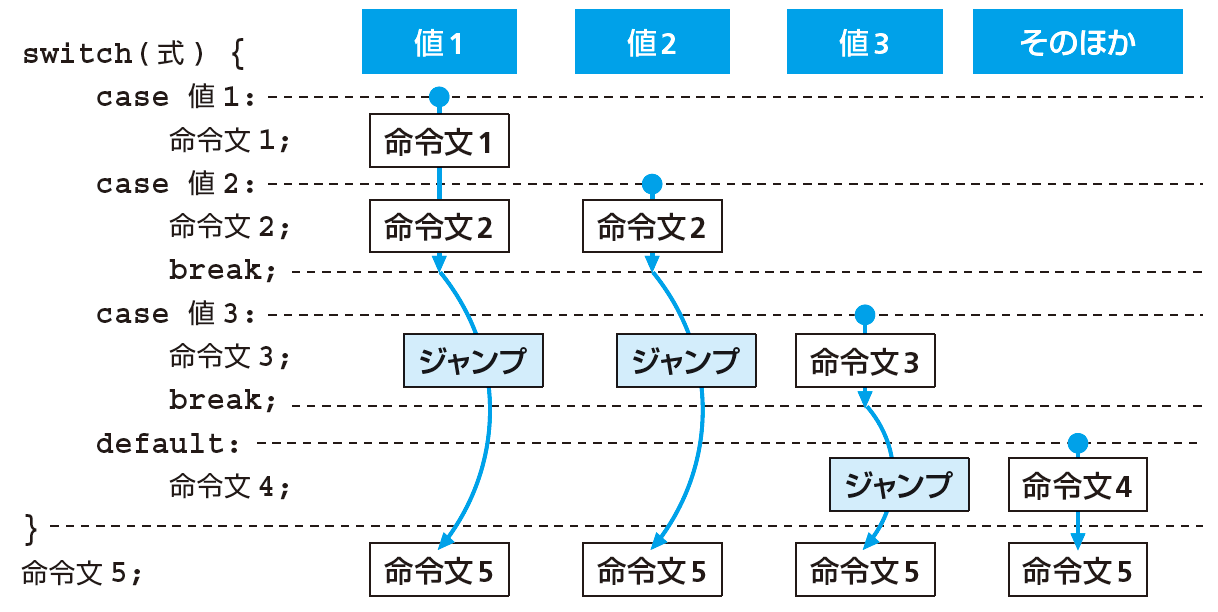 switch(式) {
case 値1:
命令文1;
case 値2:
命令文2;
break;
case 値3:
命令文3;
break;
default:
命令文4;
}
命令文5;
値1
命令文1
命令文2
ジャンプ
命令文5
値2
命令文2
ジャンプ
命令文5
値3
命令文3
ジャンプ
命令文5
そのほか
命令文4
命令文5